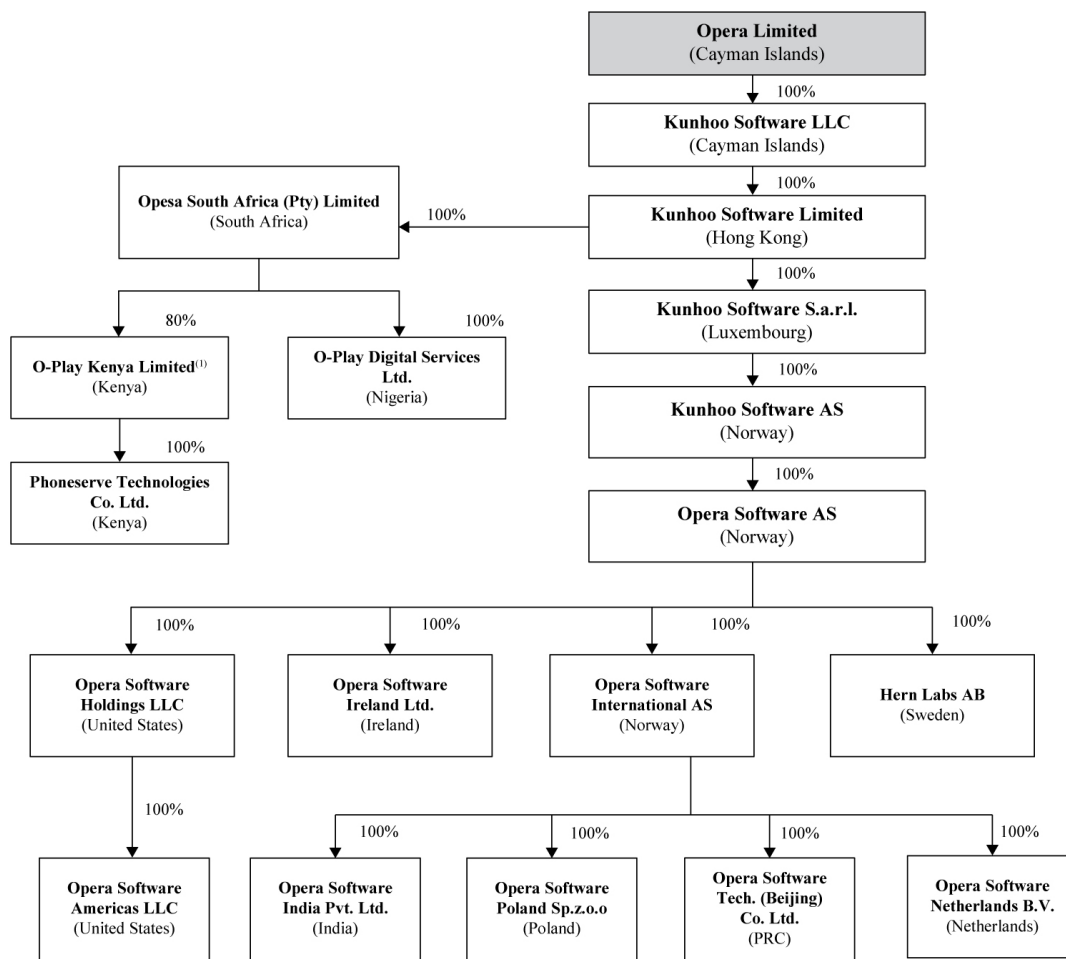 Opera Limited
(Cayman Islands)
100%
Kunhoo Software LLC
(Cayman Islands)
100%
Opesa South Africa (Pty) Limited
(South Africa)
100%
Kunhoo Software Limited
(Hong Kong)
100%
80%
100%
Kunhoo Software S.a.r.l.
(Luxembourg)
O-Play Kenya Limited(1)
(Kenya)
O-Play Digital Services
Ltd.
(Nigeria)
100%
Kunhoo Software AS
(Norway)
100%
100%
Phoneserve Technologies
Co. Ltd.
(Kenya)
Opera Software AS
(Norway)
100%
100%
100%
100%
Opera Software
Holdings LLC
(United States)
Opera Software
Ireland Ltd.
(Ireland)
Opera Software
International AS
(Norway)
Hern Labs AB
(Sweden)
100%
100%
100%
100%
100%
Opera Software
Americas LLC
(United States)
Opera Software
India Pvt. Ltd.
(India)
Opera Software
Poland Sp.z.o.o
(Poland)
Opera Software
Tech. (Beijing)
Co. Ltd.
(PRC)
Opera Software
Netherlands B.V.
(Netherlands)